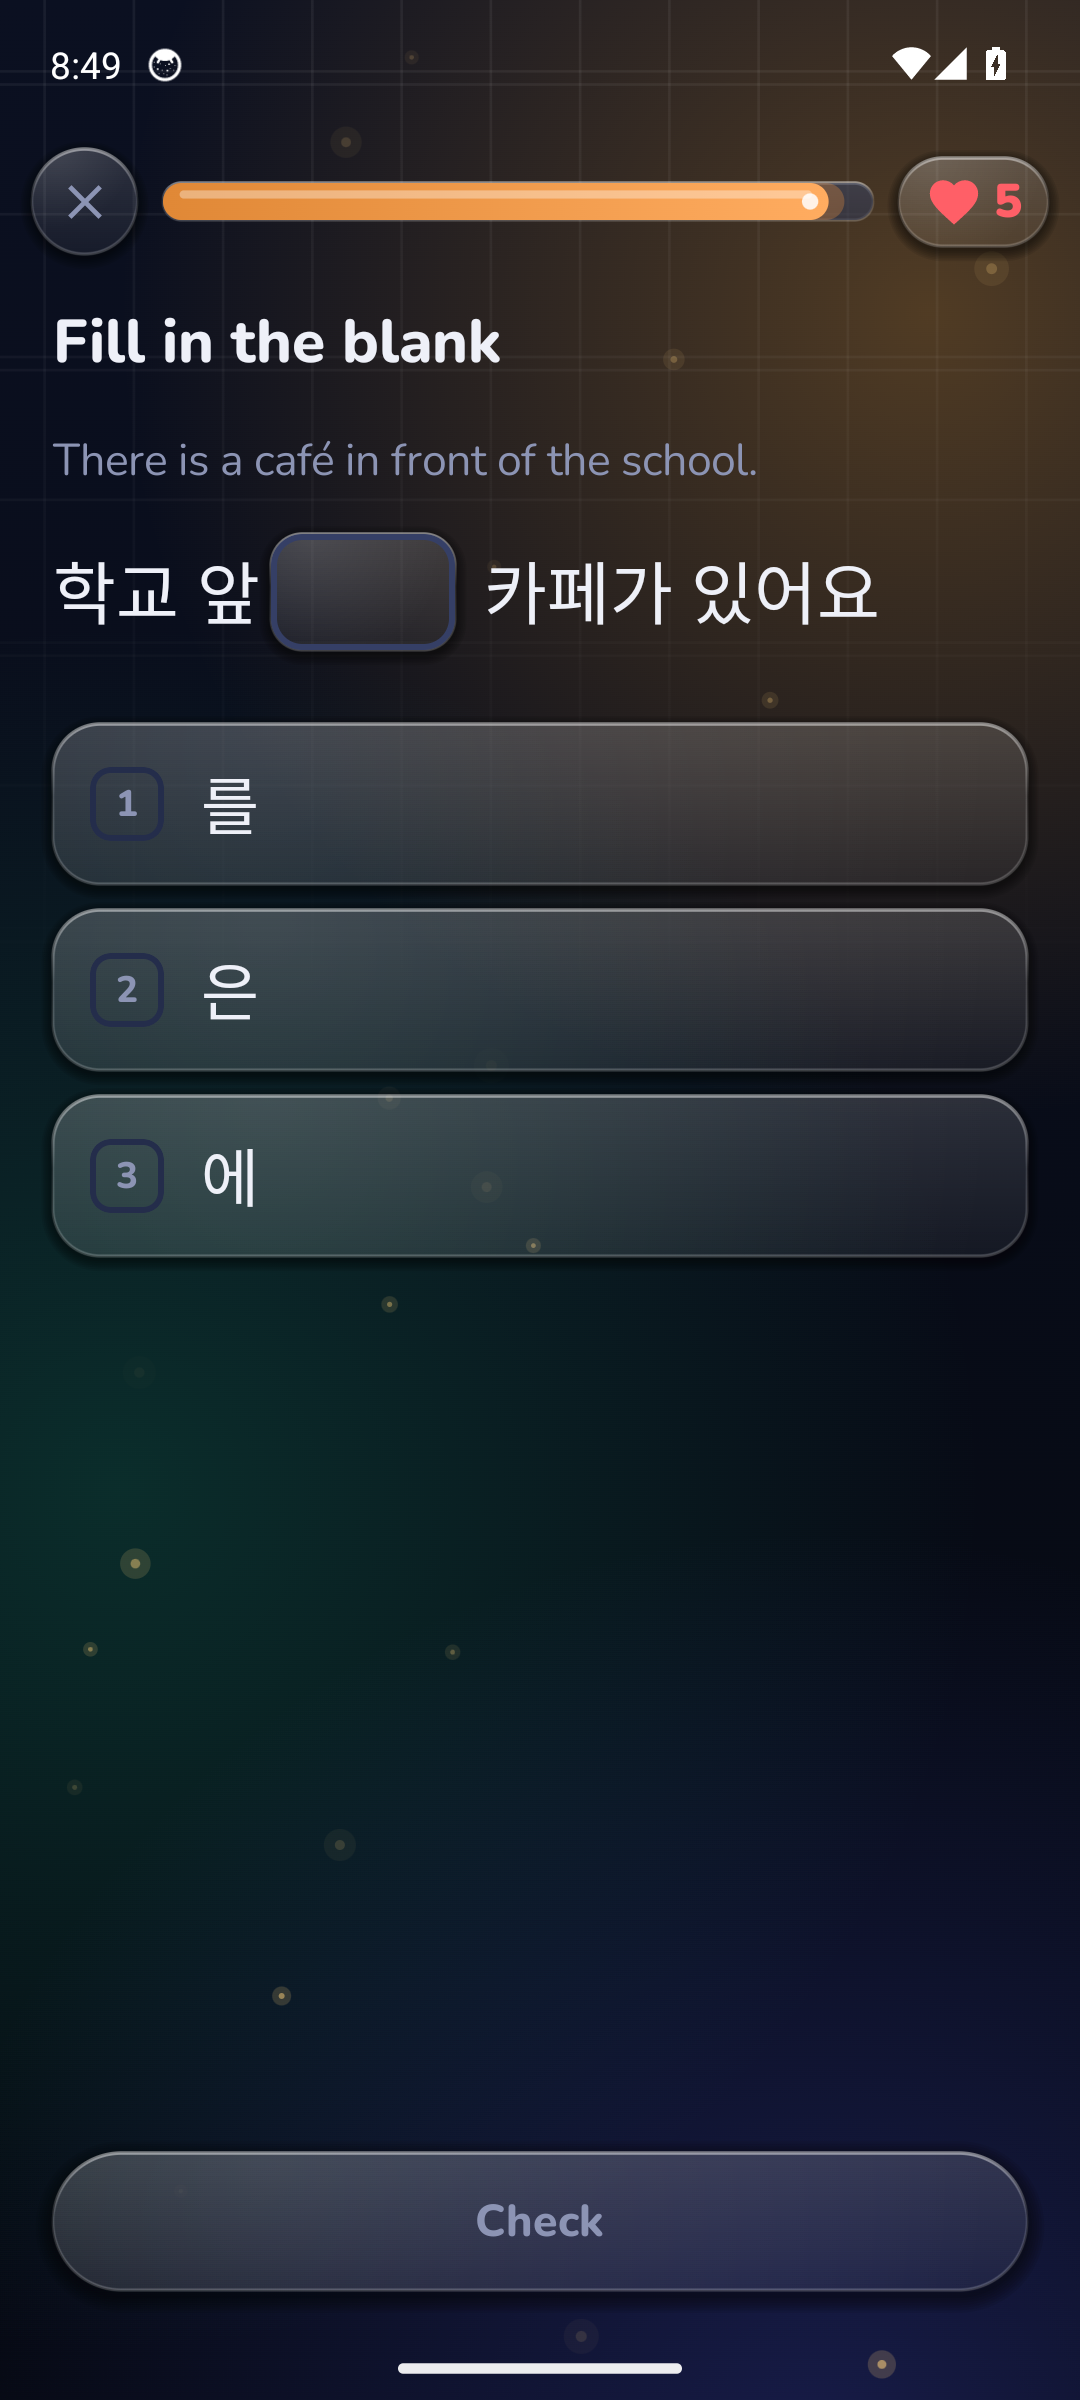 8:49
5
Fill in the blank
There is a café in front of the school.
학교 앞 카페가 있어요
1 를
2 은
3 에
Check